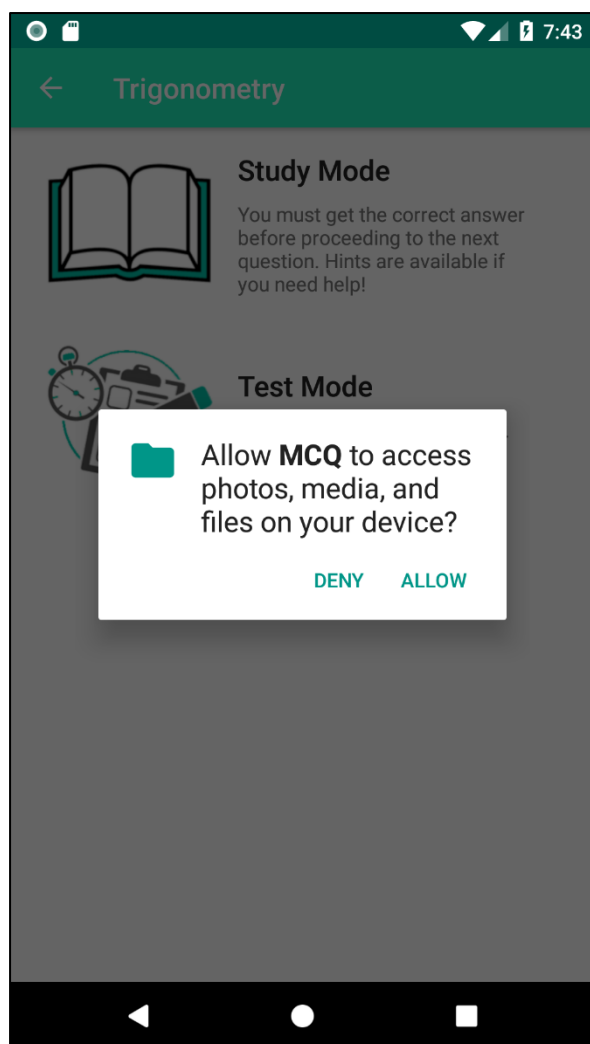 7:43
Trigonometry
Study Mode
You must get the correct answer
before proceeding to the next
question. Hints are available if
you need help!
Test Mode
Allow MCQ to access
photos, media, and
files on your device?
DENY ALLOW